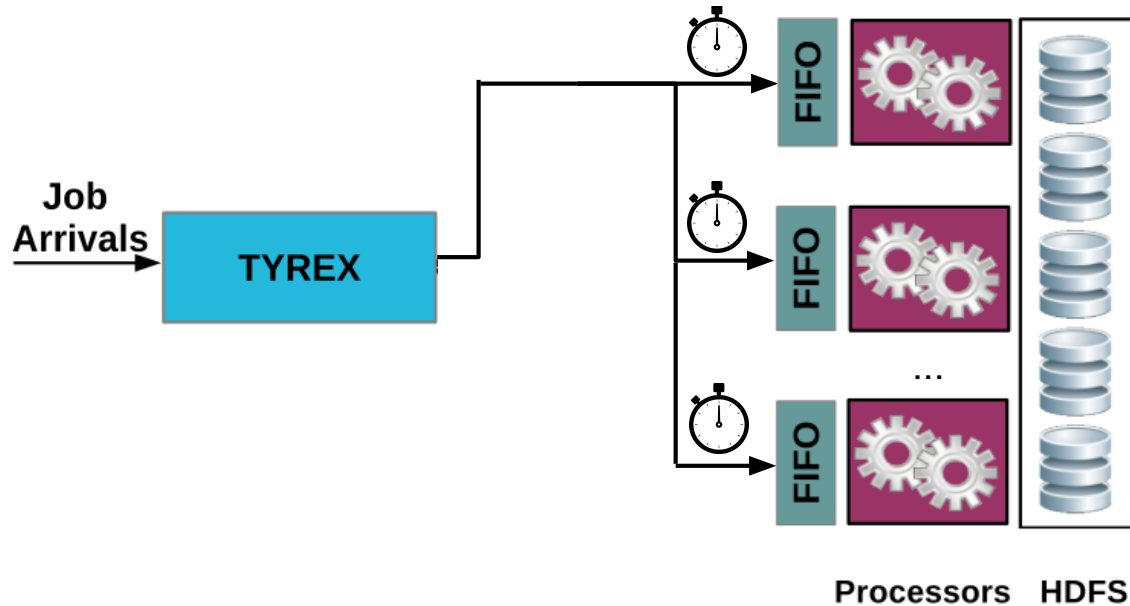 Job
Arrivals
TYREX
FIFO
FIFO
...
FIFO
Processors
HDFS